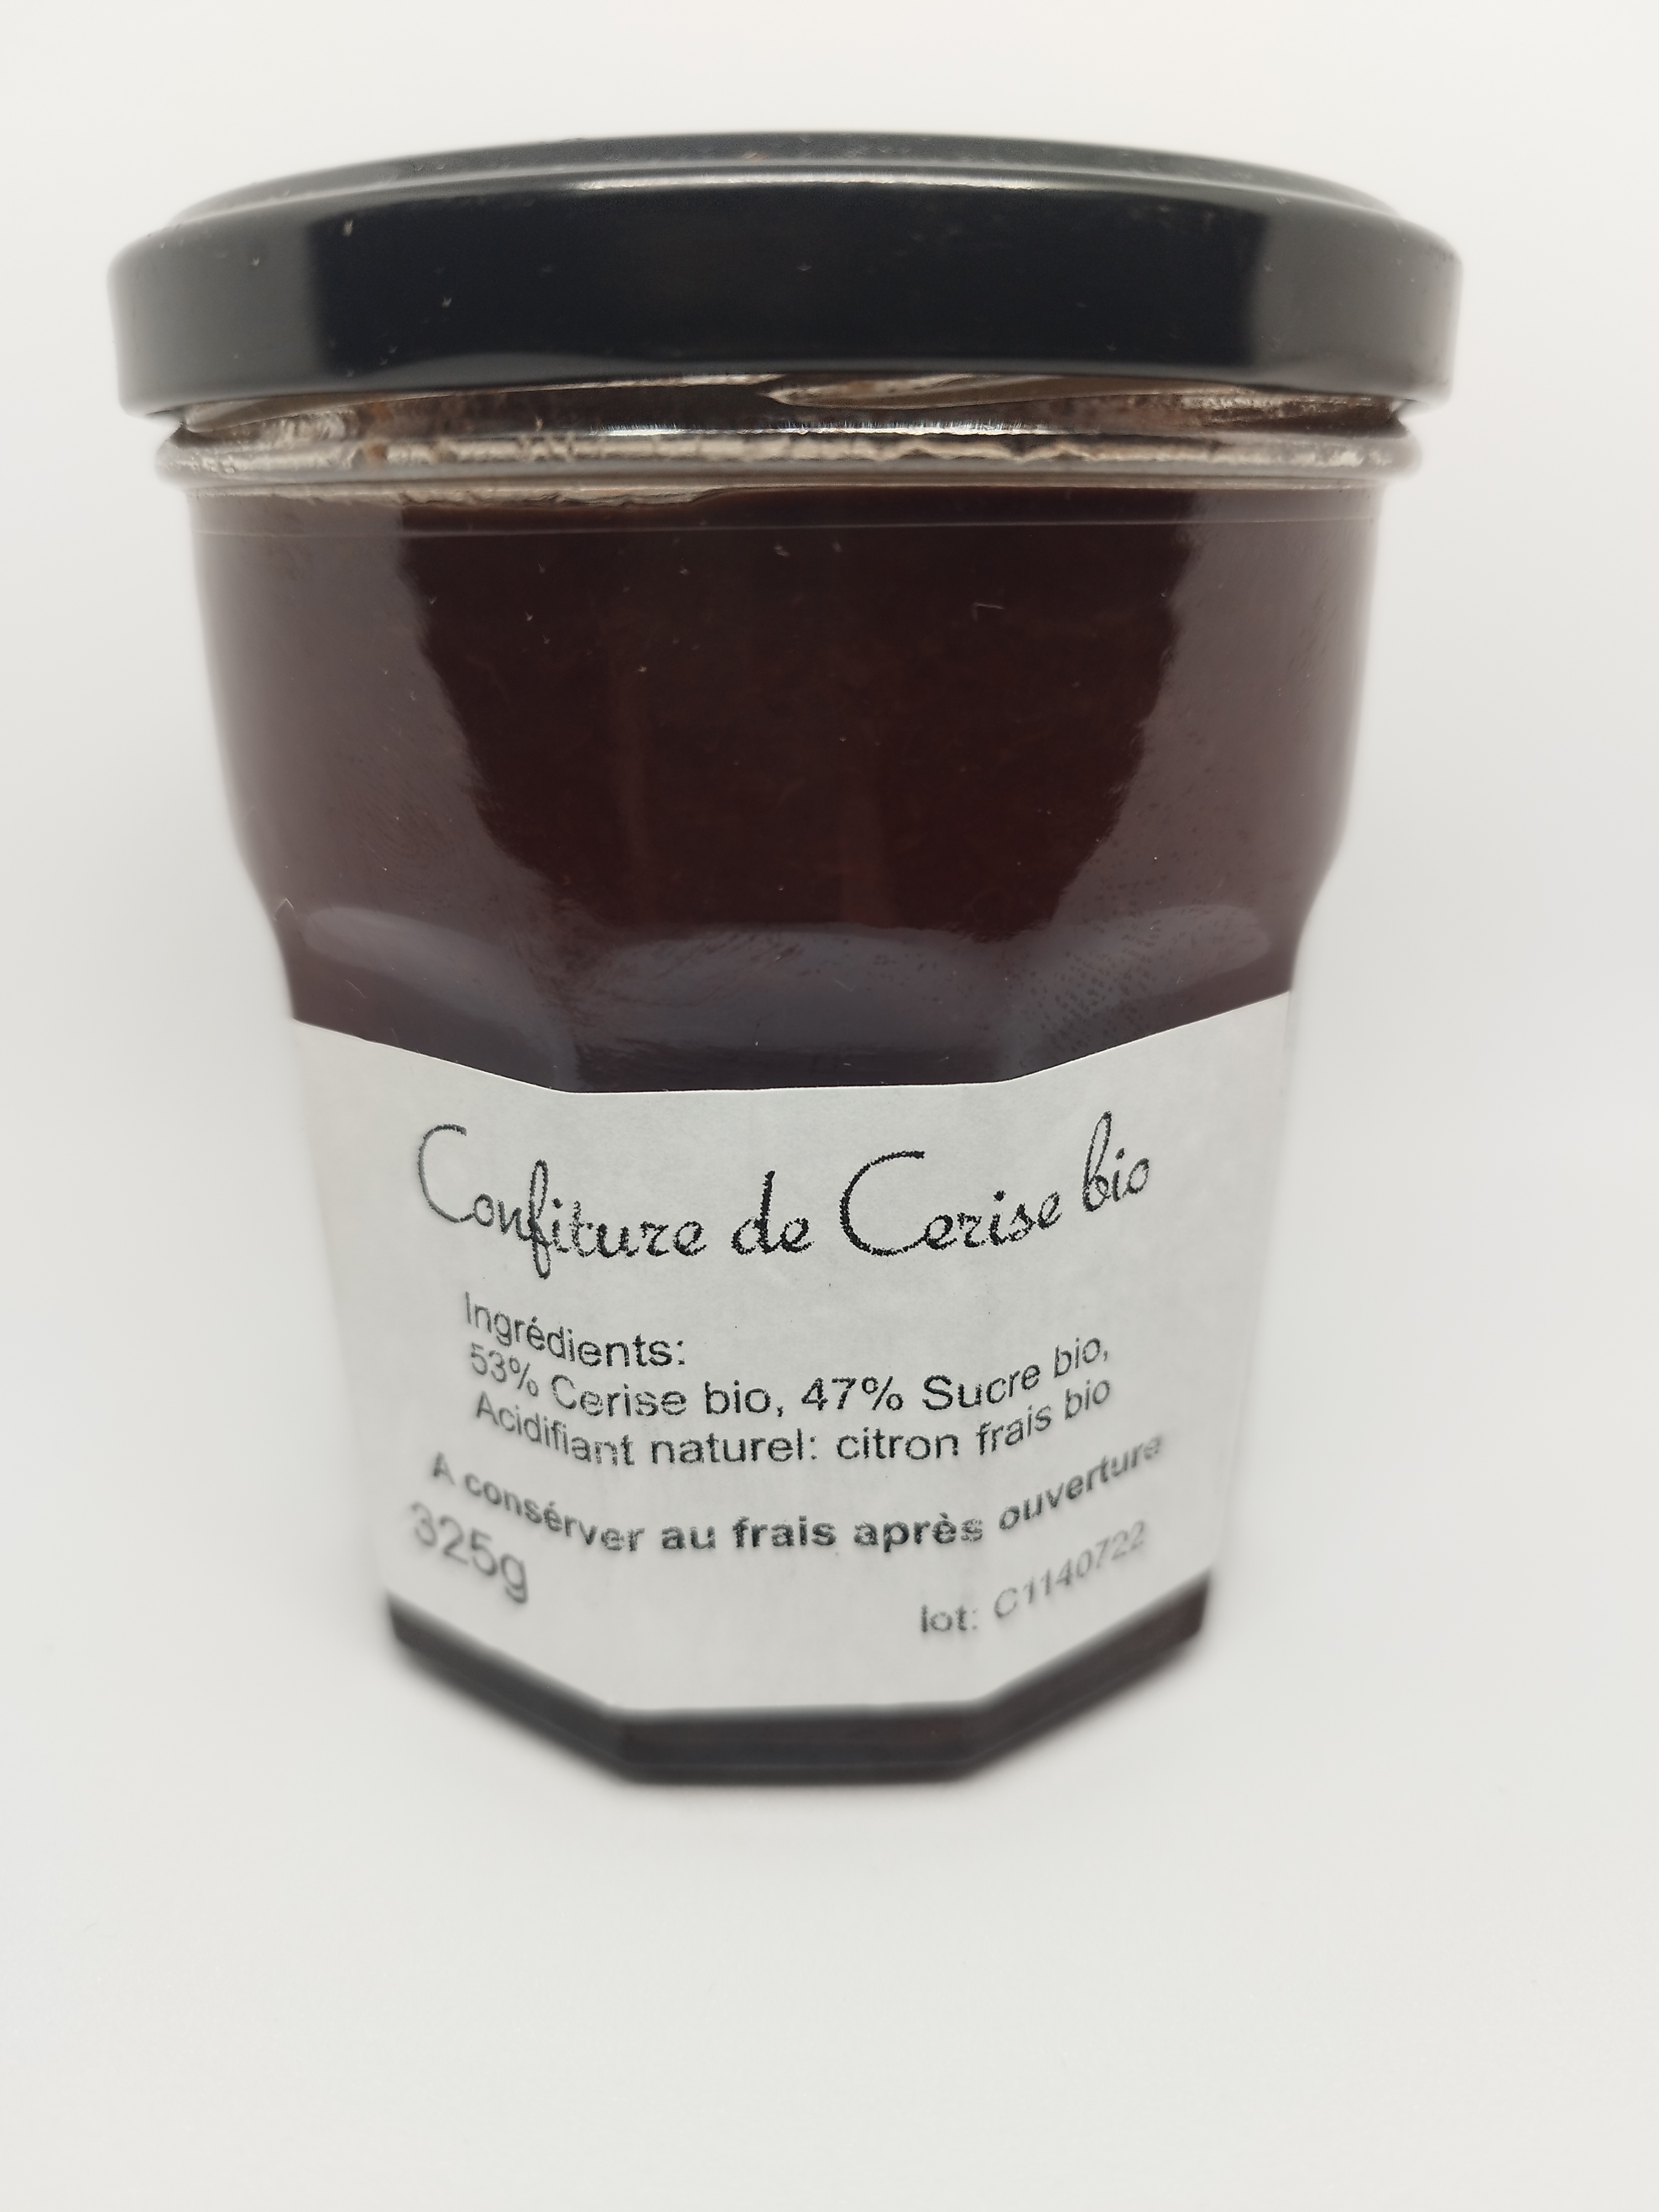 Confiture de Cerise bio
Ingrédients:
53% Cerise bio, 47% Sucre bio,
Acidifiant naturel: citron frais bio
A consérver au frais après ouverture
325g
lot: C1140722